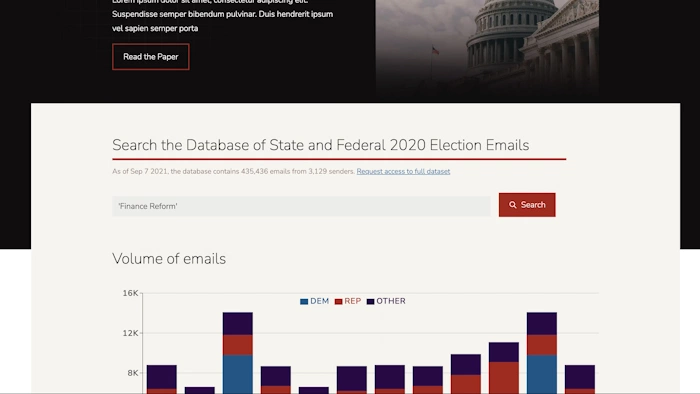 Lorem ipsum dolor sit amet, consectetur adipiscing elit.
Suspendisse semper bibendum pulvinar. Duis hendrerit ipsum
vel sapien semper porta
Read the Paper
Search the Database of State and Federal 2020 Election Emails
As of Sep 7 2021, the database contains 435,436 emails from 3,129 senders. Request access to full dataset
'Finance Reform'
Search
Volume of emails
16K
DEM REP OTHER
12K
8K